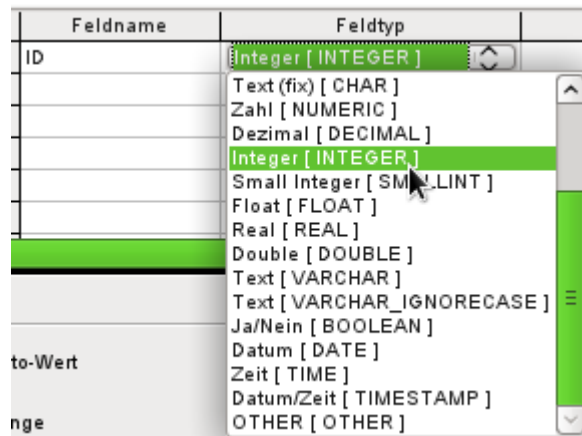 Feldname Feldtyp
ID Integer [ INTEGER ]
Text (fix) [ CHAR ]
Zahl [ NUMERIC ]
Dezimal [ DECIMAL ]
Integer [ INTEGER ]
Small Integer [ SMALLINT ]
Float [ FLOAT ]
Real [ REAL ]
Double [ DOUBLE ]
Text [ VARCHAR ]
Text [ VARCHAR_IGNORECASE ]
Ja/Nein [ BOOLEAN ]
Datum [ DATE ]
to-Wert
Zeit [ TIME ]
Datum/Zeit [ TIMESTAMP ]
nge
OTHER [ OTHER ]